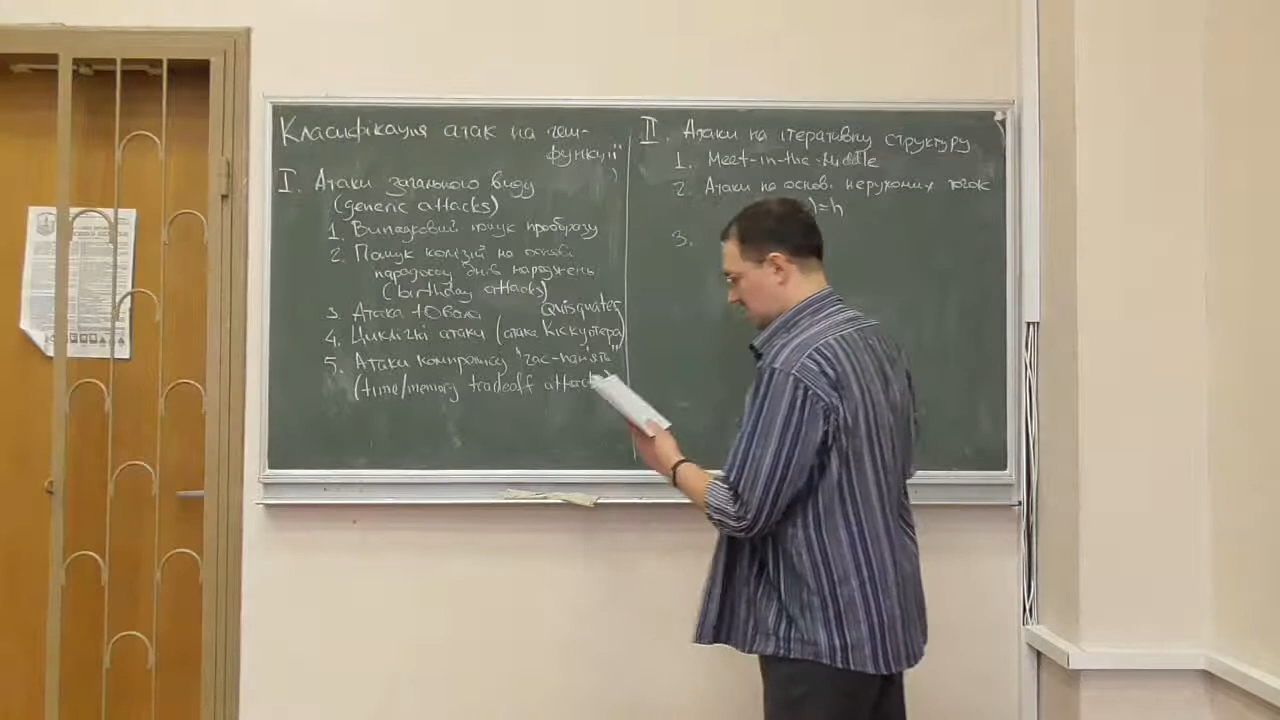 Класифікація атак на геш-
функції
I. Атаки загального виду
(generic attacks)
1. Випадковий пошук прообразу
2. Пошук колізій на основі
парадоксу днів народжень
(birthday attacks)
3. Атака Ювала
Quisquater
4. Циклічні атаки (атака Кіскуотера)
5. Атаки компромісу "час-пам'ять"
(time/memory tradeoff attacks)
II. Атаки на ітеративну структуру
1. Meet-in-the-Middle
2. Атаки на основі нерухомих точок
)=h
3.